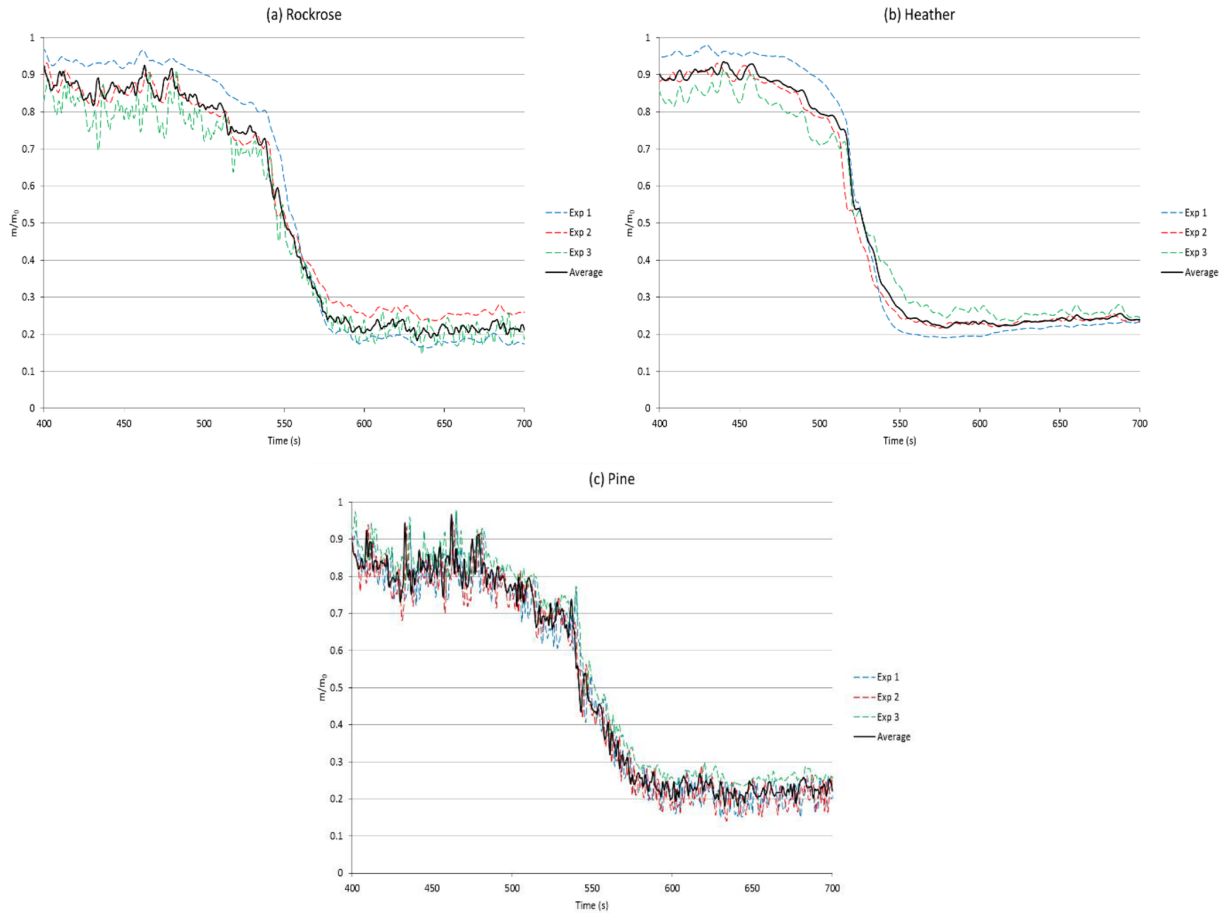 (a) Rockrose
1
0.9
0.8
0.7
0.6
0.5
0.4
0.3
0.2
0.1
0
m/m₀
400 450 500 550 600 650 700
Time (s)
Exp 1
Exp 2
Exp 3
Average
(b) Heather
1
0.9
0.8
0.7
0.6
0.5
0.4
0.3
0.2
0.1
0
m/m₀
400 450 500 550 600 650 700
Time (s)
Exp 1
Exp 2
Exp 3
Average
(c) Pine
1
0.9
0.8
0.7
0.6
0.5
0.4
0.3
0.2
0.1
0
m/m₀
400 450 500 550 600 650 700
Time (s)
Exp 1
Exp 2
Exp 3
Average